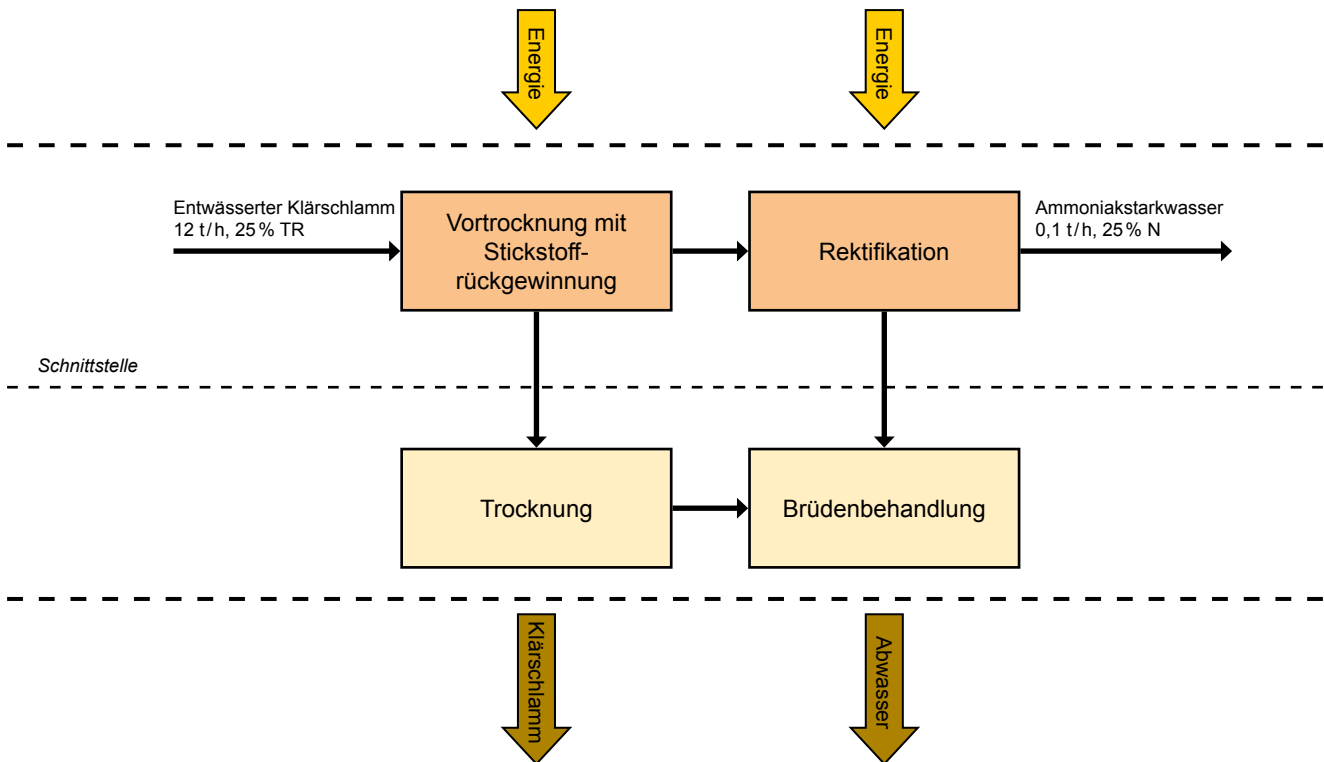 Energie
Energie
Entwässerter Klärschlamm
12 t/h, 25% TR
Vortrocknung mit
Stickstoff-
rückgewinnung
Rektifikation
Ammoniakstarkwasser
0,1 t/h, 25% N
Schnittstelle
Trocknung
Brüdenbehandlung
Klärschlamm
Abwasser